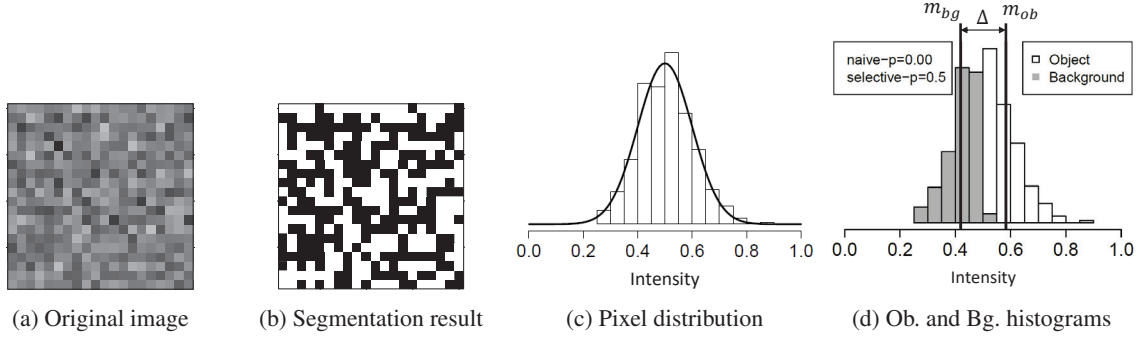 m_bg Δ m_ob
naive−p=0.00
selective−p=0.5
Object
Background
0.0 0.2 0.4 0.6 0.8 1.0
Intensity
0.0 0.2 0.4 0.6 0.8 1.0
Intensity
(a) Original image
(b) Segmentation result
(c) Pixel distribution
(d) Ob. and Bg. histograms